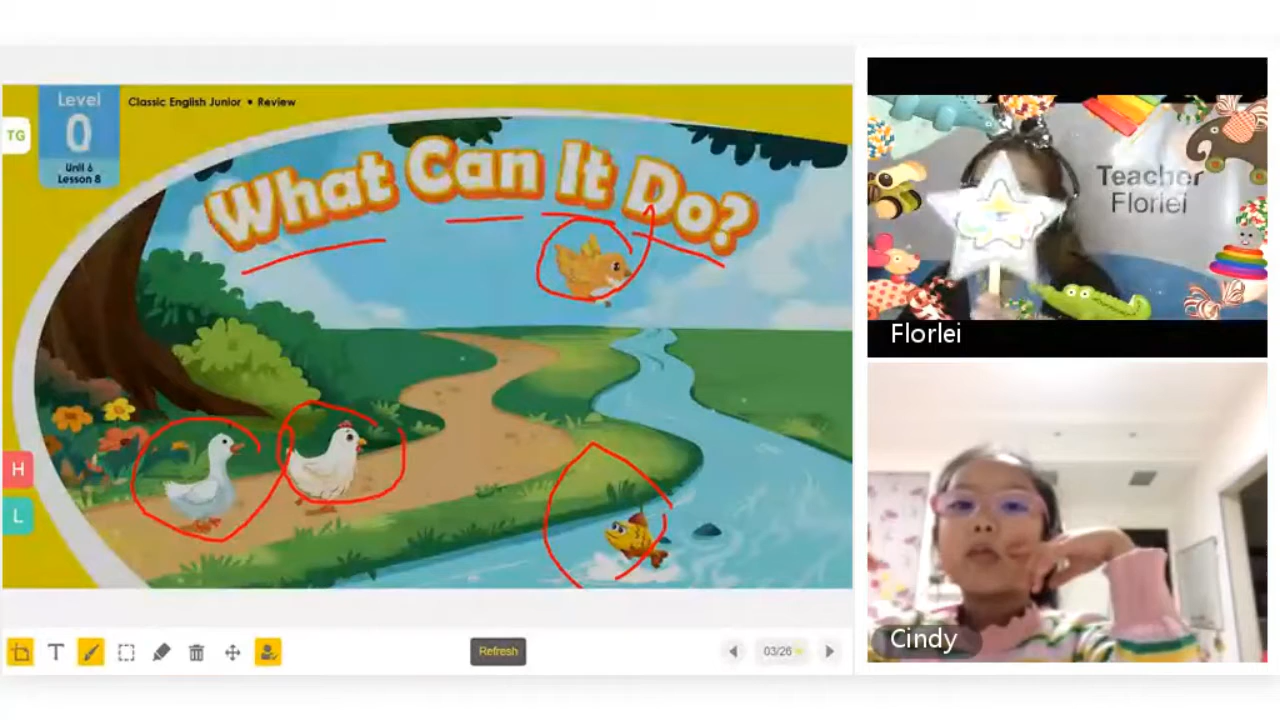 Level
0
Unit 6
Lesson 8
Classic English Junior • Review
TG
What Can It Do?
H
L
Teacher
Florlei
Florlei
Cindy
T
Refresh
03/26